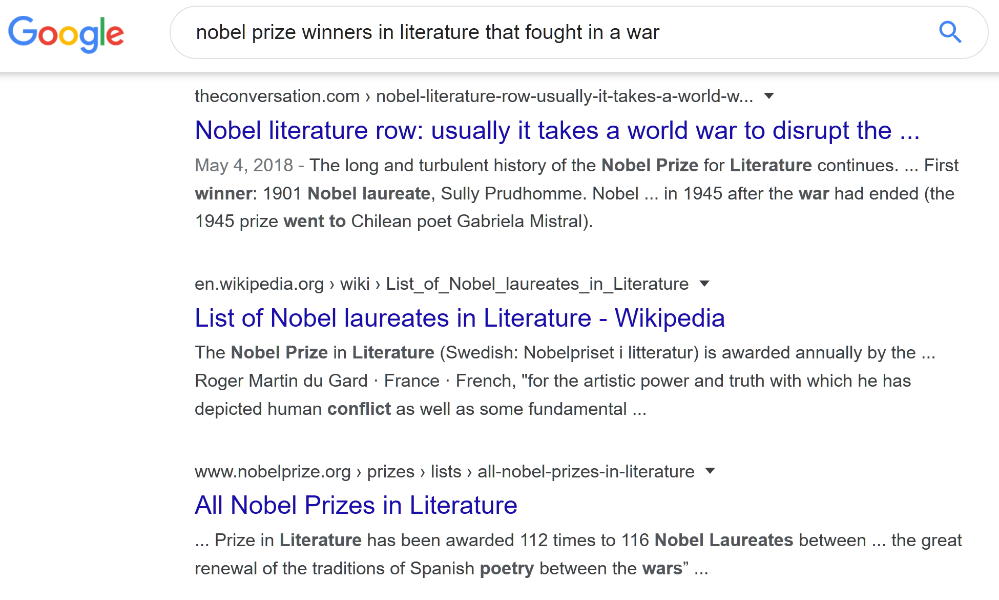 Google
nobel prize winners in literature that fought in a war
theconversation.com › nobel-literature-row-usually-it-takes-a-world-w...
Nobel literature row: usually it takes a world war to disrupt the ...
May 4, 2018 - The long and turbulent history of the Nobel Prize for Literature continues. ... First
winner: 1901 Nobel laureate, Sully Prudhomme. Nobel ... in 1945 after the war had ended (the
1945 prize went to Chilean poet Gabriela Mistral).
en.wikipedia.org › wiki › List_of_Nobel_laureates_in_Literature
List of Nobel laureates in Literature - Wikipedia
The Nobel Prize in Literature (Swedish: Nobelpriset i litteratur) is awarded annually by the ...
Roger Martin du Gard · France · French, "for the artistic power and truth with which he has
depicted human conflict as well as some fundamental ...
www.nobelprize.org › prizes › lists › all-nobel-prizes-in-literature
All Nobel Prizes in Literature
... Prize in Literature has been awarded 112 times to 116 Nobel Laureates between ... the great
renewal of the traditions of Spanish poetry between the wars” ...